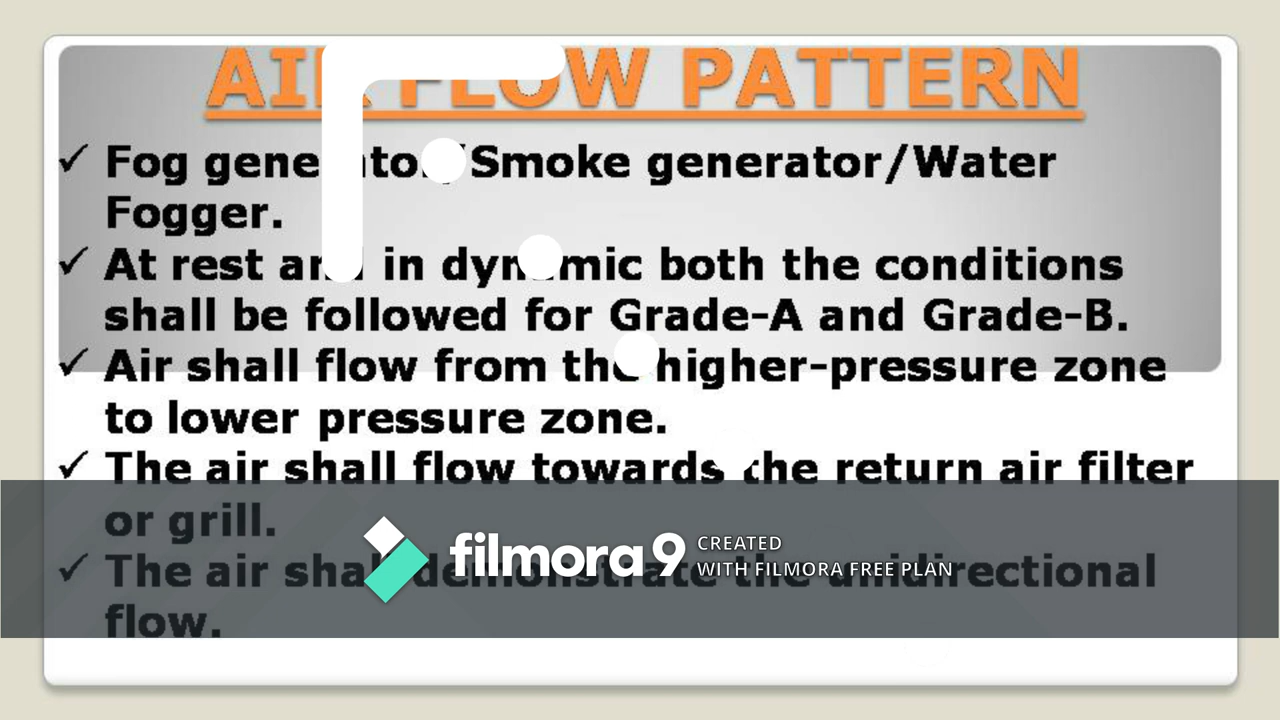 AIR FLOW PATTERN
✓ Fog generator/Smoke generator/Water
Fogger.
✓ At rest and in dynamic both the conditions
shall be followed for Grade-A and Grade-B.
✓ Air shall flow from the higher-pressure zone
to lower pressure zone.
✓ The air shall flow towards the return air filter
or grill.
✓ The air shall demonstrate the unidirectional
flow.
filmora9 CREATED
WITH FILMORA FREE PLAN